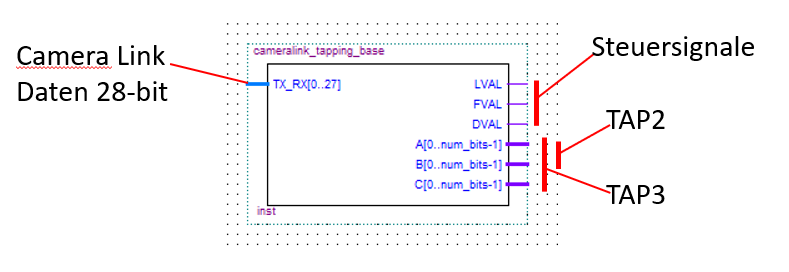 Camera Link
Daten 28-bit
cameralink_tapping_base
TX_RX[0..27]
LVAL
FVAL
DVAL
A[0..num_bits-1]
B[0..num_bits-1]
C[0..num_bits-1]
inst
Steuersignale
TAP2
TAP3